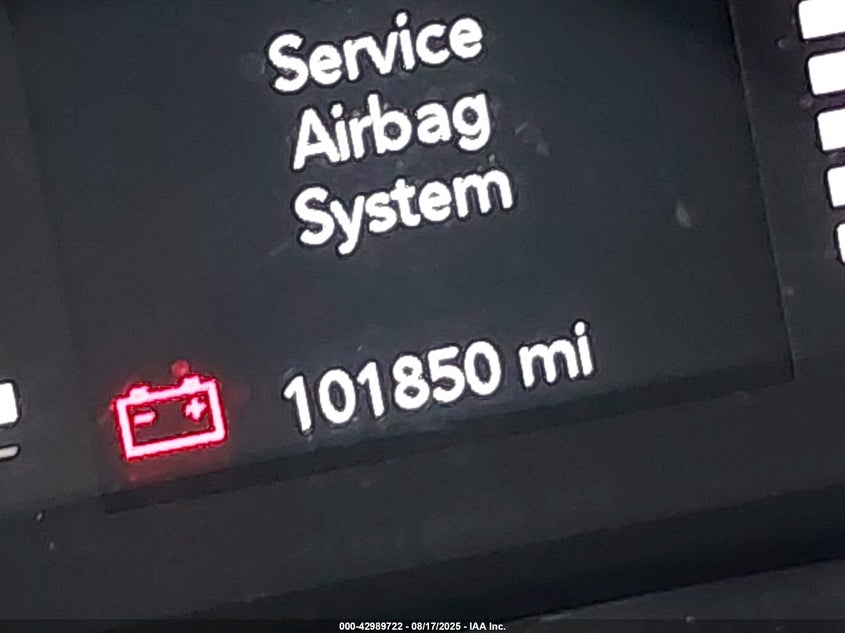 Service
Airbag
System
101850 mi
000-42989722 - 08/17/2025 - IAA Inc.